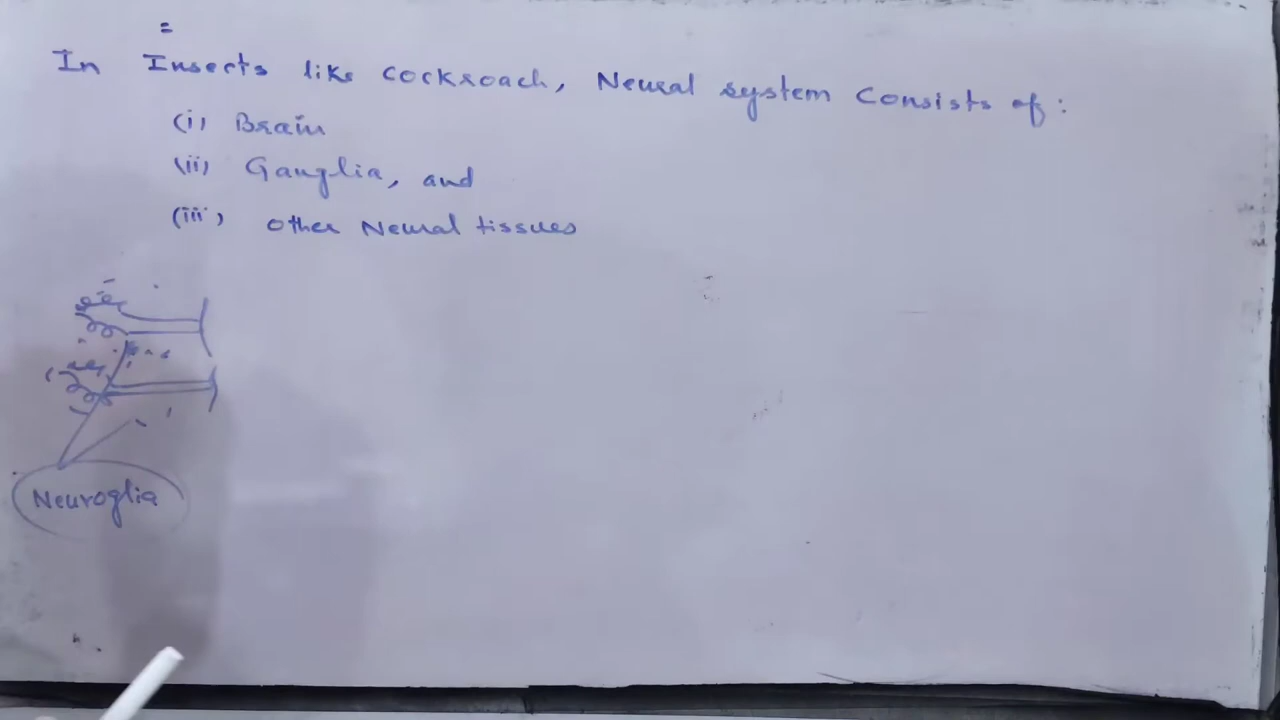 In Insects like Cockroach, Neural system Consists of:
(i) Brain
(ii) Ganglia, and
(iii) Other Neural tissues
Neuroglia